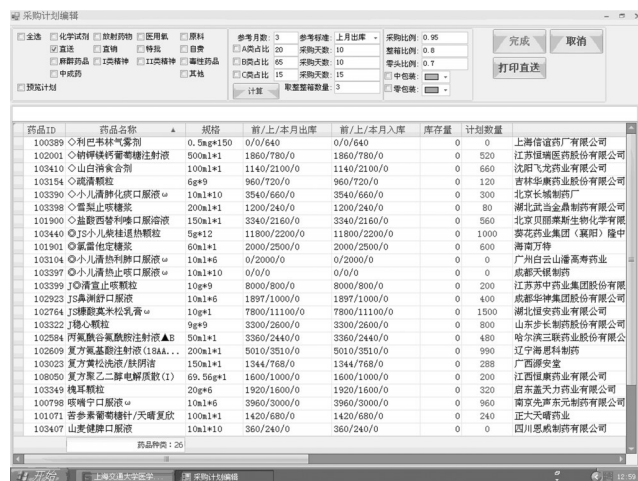 采购计划编辑
全选 化学试剂 放射药物 医用氧 原料 参考月数: 3 参考标准: 上月出库 采购比例: 0.95
直送 直销 特批 自费 A类占比 20 采购天数: 10 整箱比例: 0.8
麻醉药品 I类精神 II类精神 毒性药品 B类占比 65 采购天数: 10 零头比例: 0.7
中成药 其他 C类占比 15 采购天数: 15 中包装:
预览计划 计算 取整整箱数量: 3 零包装:
完成 取消
打印直送
药品ID 药品名称 规格 前/上/本月出库 前/上/本月入库 库存量 计划数量
100389 ◇利巴韦林气雾剂 0.5mg*150 0/0/640 0/0/640 0 0 上海信谊药厂有限公司
102001 ◇钠钾镁钙葡萄糖注射液 500ml*1 1860/780/0 1860/780/0 0 520 江苏恒瑞医药股份有限公司
103410 ◇山白消食合剂 100ml*1 1140/2100/0 1140/2100/0 0 660 沈阳飞龙药业有限公司
103154 ◇疏清颗粒 6g*9 960/720/0 960/720/0 0 120 吉林华康药业股份有限公司
103390 ◇小儿清肺化痰口服液ω 10ml*10 3540/660/0 3540/660/0 0 300 北京长城制药厂
103398 ◇雪梨止咳糖浆 200ml*1 1200/240/0 1200/240/0 0 80 湖北武当金鼎制药有限公司
101900 ◇盐酸西替利嗪口服溶液 150ml*1 3340/2160/0 3340/2160/0 0 560 北京贝丽莱斯生物化学有限
103440 ◎JS小儿柴桂退热颗粒 5g*12 11800/2200/0 11800/2200/0 0 1000 葵花药业集团（襄阳）隆中
101901 ◎氯雷他定糖浆 60ml*1 2000/2500/0 2000/2500/0 0 600 海南万特
103104 ◎小儿清热利肺口服液 10ml*6 0/2000/0 0/2000/0 0 0 广州白云山潘高寿药业
103397 ◎小儿清热止咳口服液ω 10ml*10 0/0/0 0/0/0 0 0 成都天银制药
103399 J◎清宣止咳颗粒 10g*9 8000/800/0 8000/800/0 0 200 江苏苏中药业集团股份有限
102923 JS鼻渊舒口服液 10ml*6 1897/1000/0 1897/1000/0 0 400 成都华神集团股份有限公司
102764 JS糠酸莫米松乳膏ω 10g*1 7800/11100/0 7800/11100/0 0 1500 湖北恒安药业有限公司
103322 J稳心颗粒 9g*9 3300/2600/0 3300/2600/0 0 800 山东步长制药股份有限公司
102584 丙氨酰谷氨酰胺注射液▲B 50ml*1 3360/2440/0 3360/2440/0 0 480 哈尔滨三联药业股份有限公
102609 复方氨基酸注射液(18AA... 200ml*1 5010/3510/0 5010/3510/0 0 990 辽宁海思科制药
103023 复方黄松洗液/肤阴洁 150ml*1 1344/768/0 1344/768/0 0 288 广西源安堂
108050 复方聚乙二醇电解质散(I) 69.56g*1 1600/1000/0 1600/1000/0 0 200 江西恒康药业有限公司
103349 槐耳颗粒 20g*6 1920/1600/0 1920/1600/0 0 320 启东盖天力药业有限公司
100798 咳喘宁口服液ω 10ml*6 3960/3000/0 3960/3000/0 0 960 南京先声东元制药有限公司
101071 苦参素葡萄糖针/天晴复欣 100ml*1 1420/680/0 1420/680/0 0 240 正大天晴药业
103407 山麦健脾口服液 10ml*10 360/240/0 360/240/0 0 0 四川恩威制药有限公司
药品种类:26
开始 上海交通大学医学... 采购计划编辑 12:59